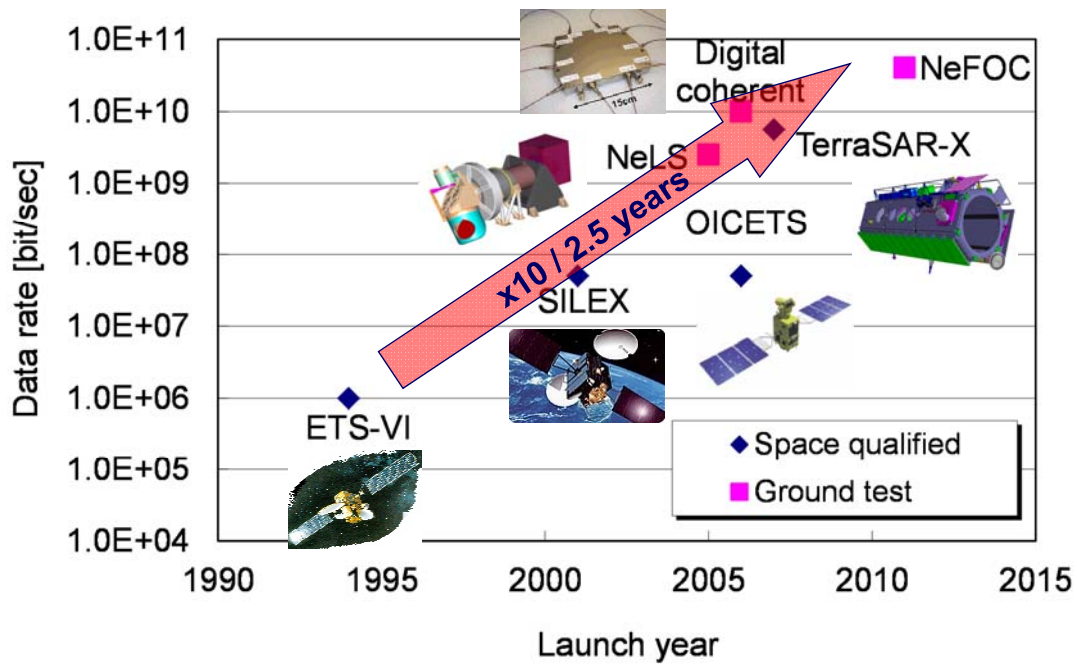 1.0E+11
1.0E+10
1.0E+09
1.0E+08
1.0E+07
1.0E+06
1.0E+05
1.0E+04
Data rate [bit/sec]
1990
1995
2000
2005
2010
2015
Launch year
15cm
Digital
coherent
NeFOC
NeLS
TerraSAR-X
x10 / 2.5 years
OICETS
SILEX
ETS-VI
Space qualified
Ground test